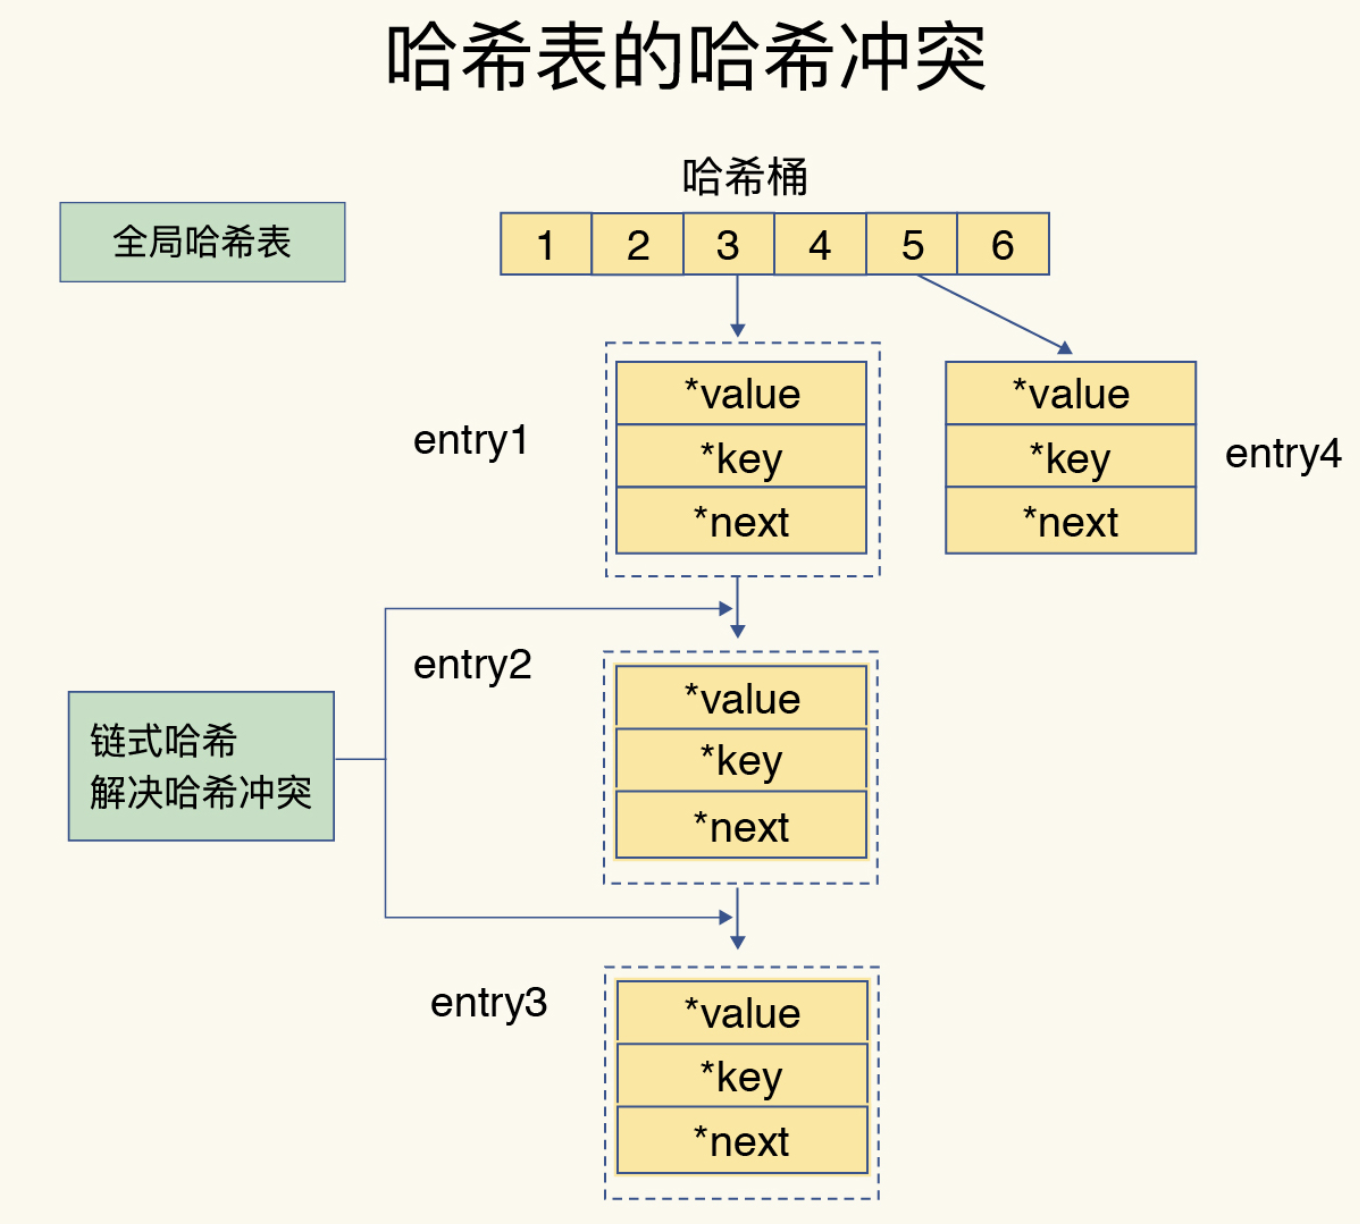 哈希表的哈希冲突
哈希桶
全局哈希表
1 2 3 4 5 6
entry1
*value
*key
*next
*value
*key
*next
entry4
entry2
*value
*key
*next
链式哈希
解决哈希冲突
entry3
*value
*key
*next